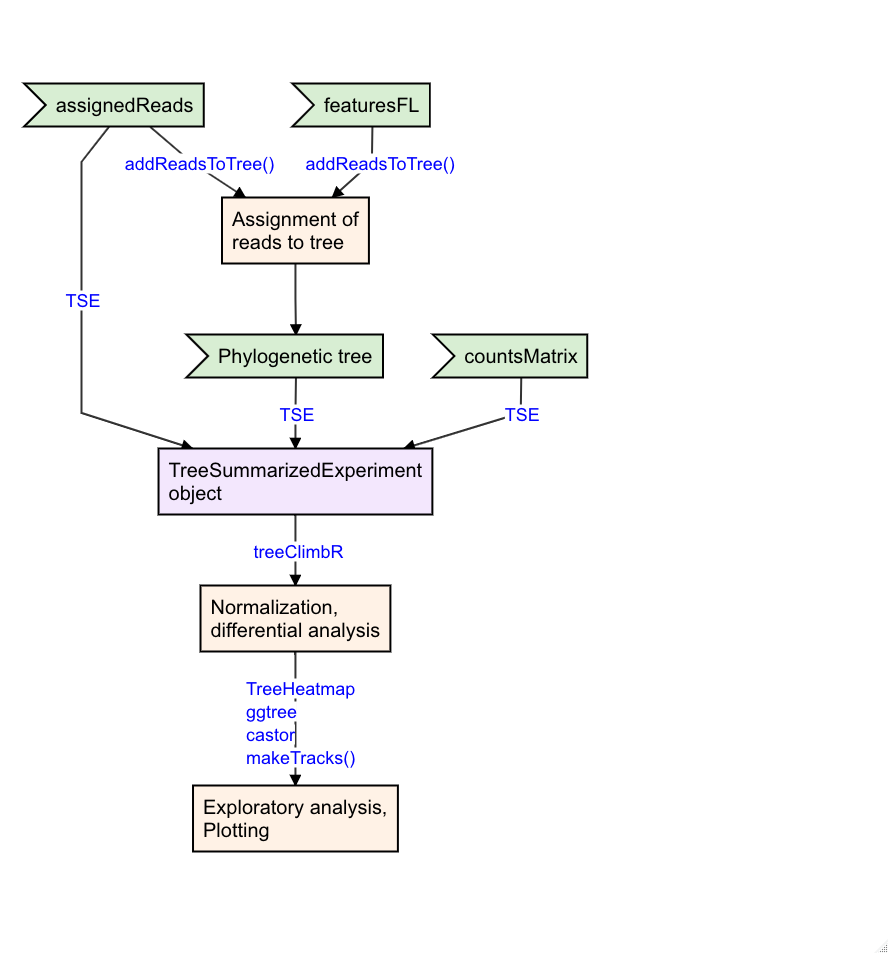 assignedReads
featuresFL
addReadsToTree()
addReadsToTree()
Assignment of
reads to tree
TSE
Phylogenetic tree
countsMatrix
TSE
TSE
TreeSummarizedExperiment
object
treeClimbR
Normalization,
differential analysis
TreeHeatmap
ggtree
castor
makeTracks()
Exploratory analysis,
Plotting